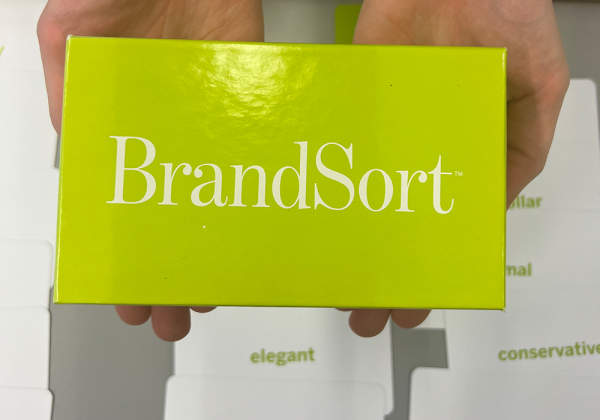 BrandSort™
elegant
conservative